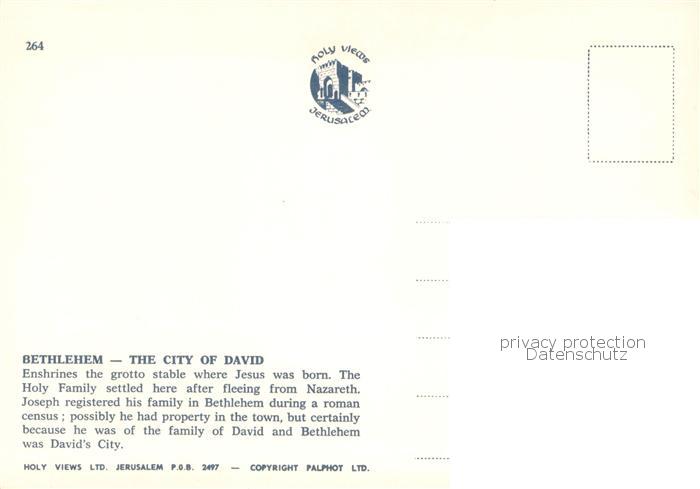 264
HOLY VIEWS
JERUSALEM
privacy protection
Datenschutz
BETHLEHEM — THE CITY OF DAVID
Enshrines the grotto stable where Jesus was born. The
Holy Family settled here after fleeing from Nazareth.
Joseph registered his family in Bethlehem during a roman
census ; possibly he had property in the town, but certainly
because he was of the family of David and Bethlehem
was David's City.
HOLY VIEWS LTD. JERUSALEM P.O.B. 2497 — COPYRIGHT PALPHOT LTD.